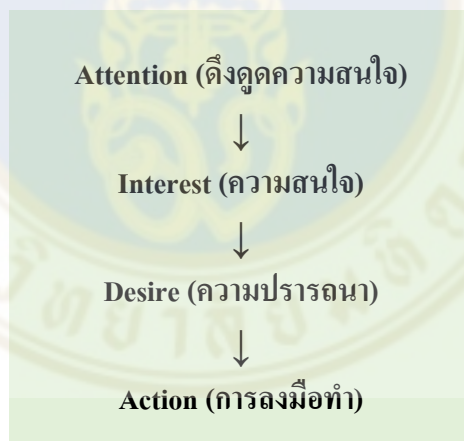 Attention (ดึงดูดความสนใจ)
↓
Interest (ความสนใจ)
↓
Desire (ความปรารถนา)
↓
Action (การลงมือทำ)